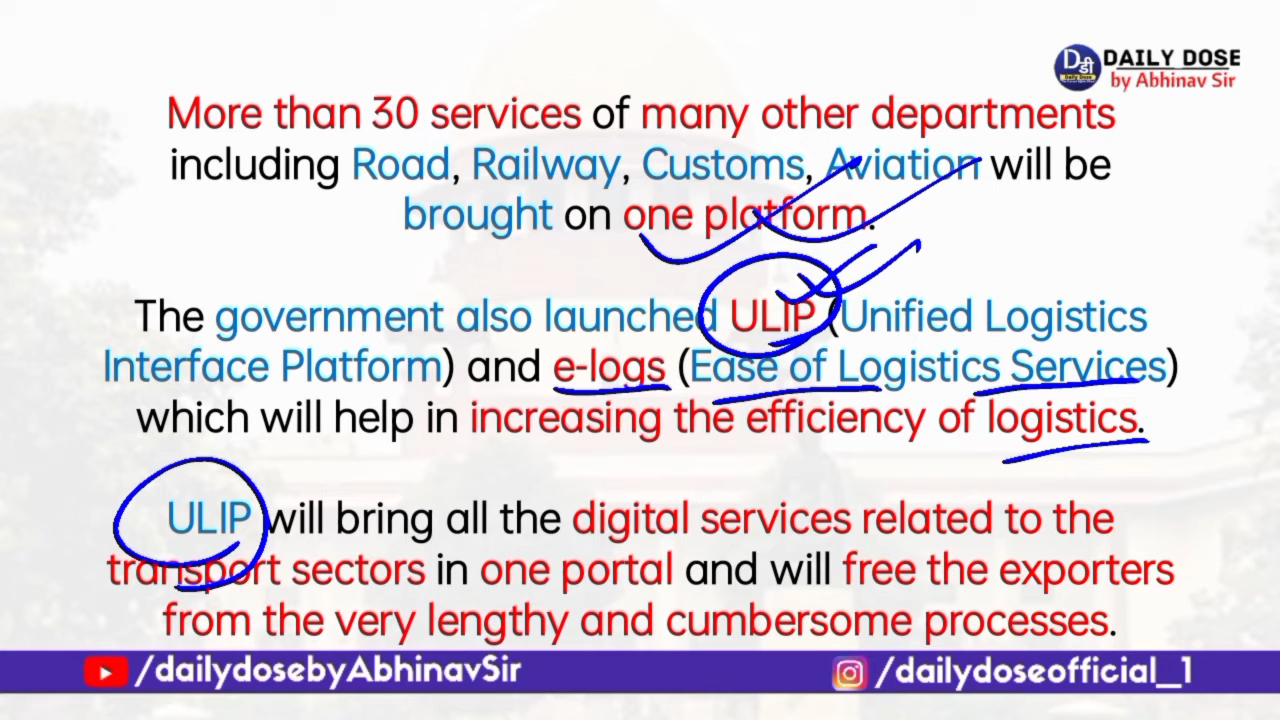 DAILY DOSE
by Abhinav Sir
Dडी
Daily Dose
More than 30 services of many other departments
including Road, Railway, Customs, Aviation will be
brought on one platform.
The government also launched ULIP (Unified Logistics
Interface Platform) and e-logs (Ease of Logistics Services)
which will help in increasing the efficiency of logistics.
ULIP will bring all the digital services related to the
transport sectors in one portal and will free the exporters
from the very lengthy and cumbersome processes.
/dailydosebyAbhinavSir
/dailydoseofficial_1